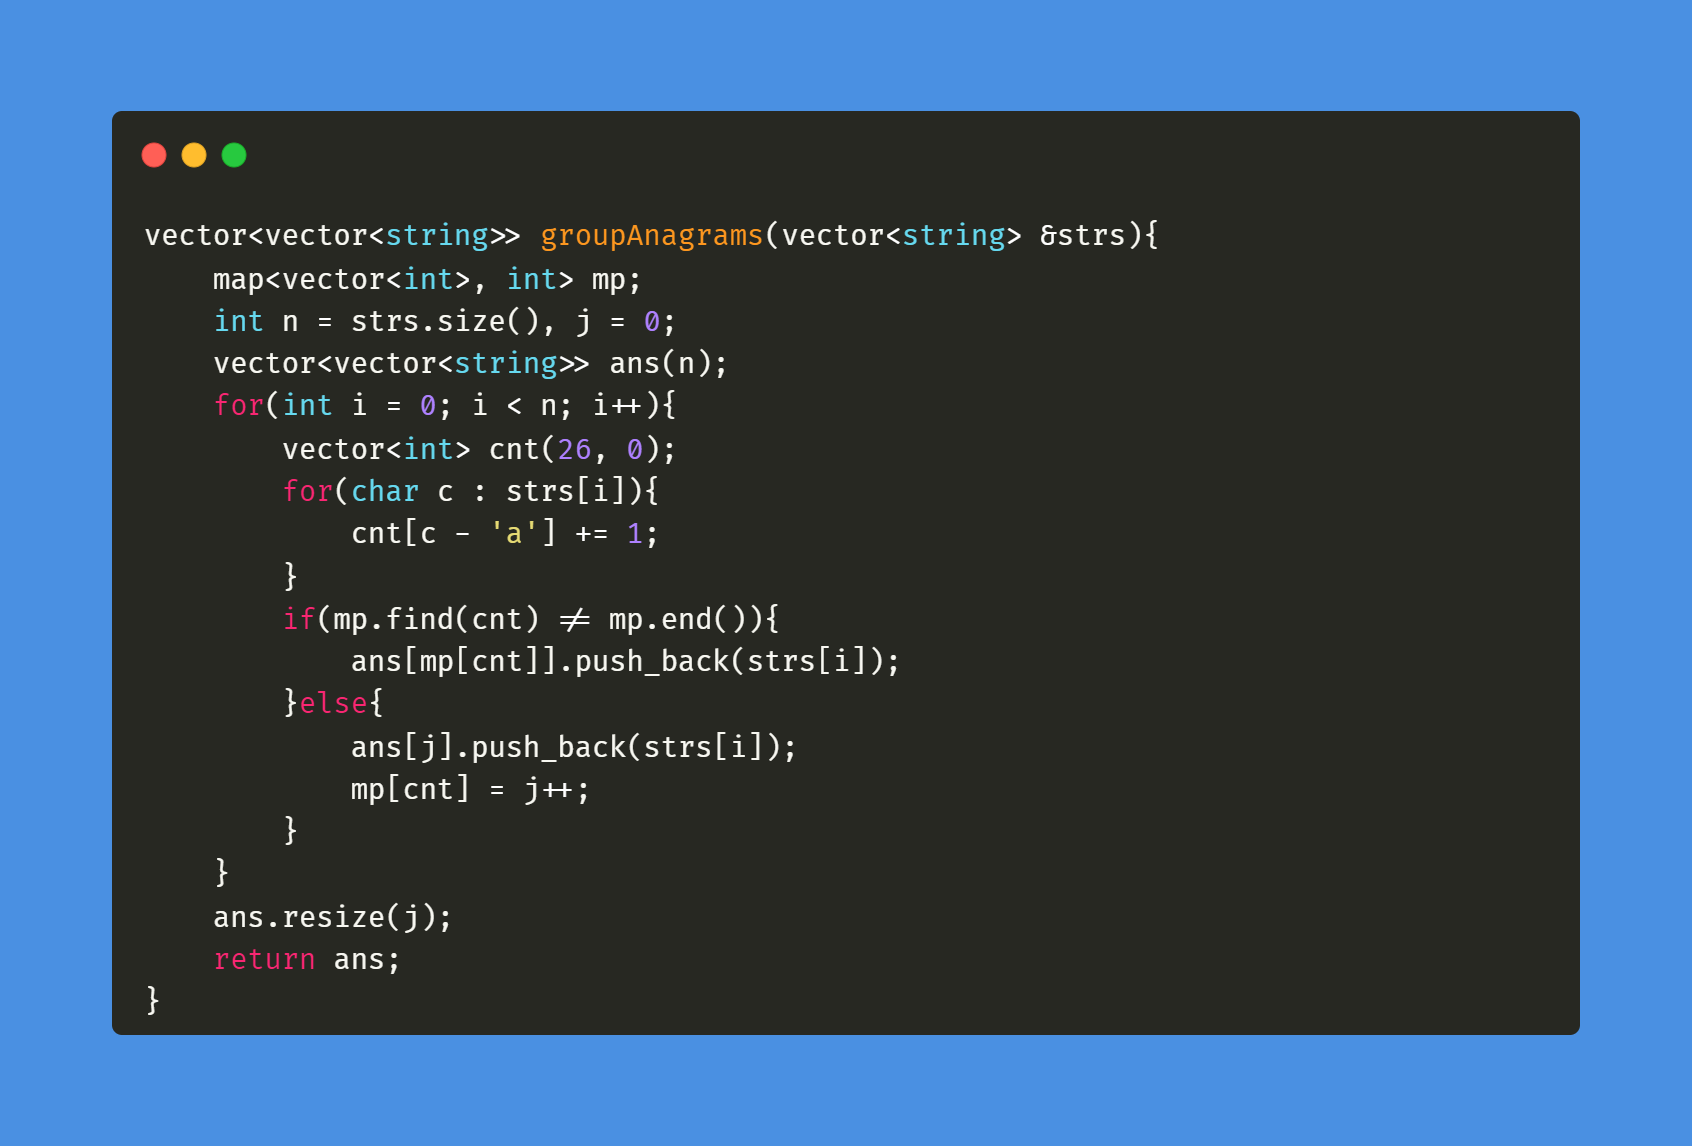 vector<vector<string>> groupAnagrams(vector<string> &strs){
    map<vector<int>, int> mp;
    int n = strs.size(), j = 0;
    vector<vector<string>> ans(n);
    for(int i = 0; i < n; i++){
        vector<int> cnt(26, 0);
        for(char c : strs[i]){
            cnt[c - 'a'] += 1;
        }
        if(mp.find(cnt) != mp.end()){
            ans[mp[cnt]].push_back(strs[i]);
        }else{
            ans[j].push_back(strs[i]);
            mp[cnt] = j++;
        }
    }
    ans.resize(j);
    return ans;
}